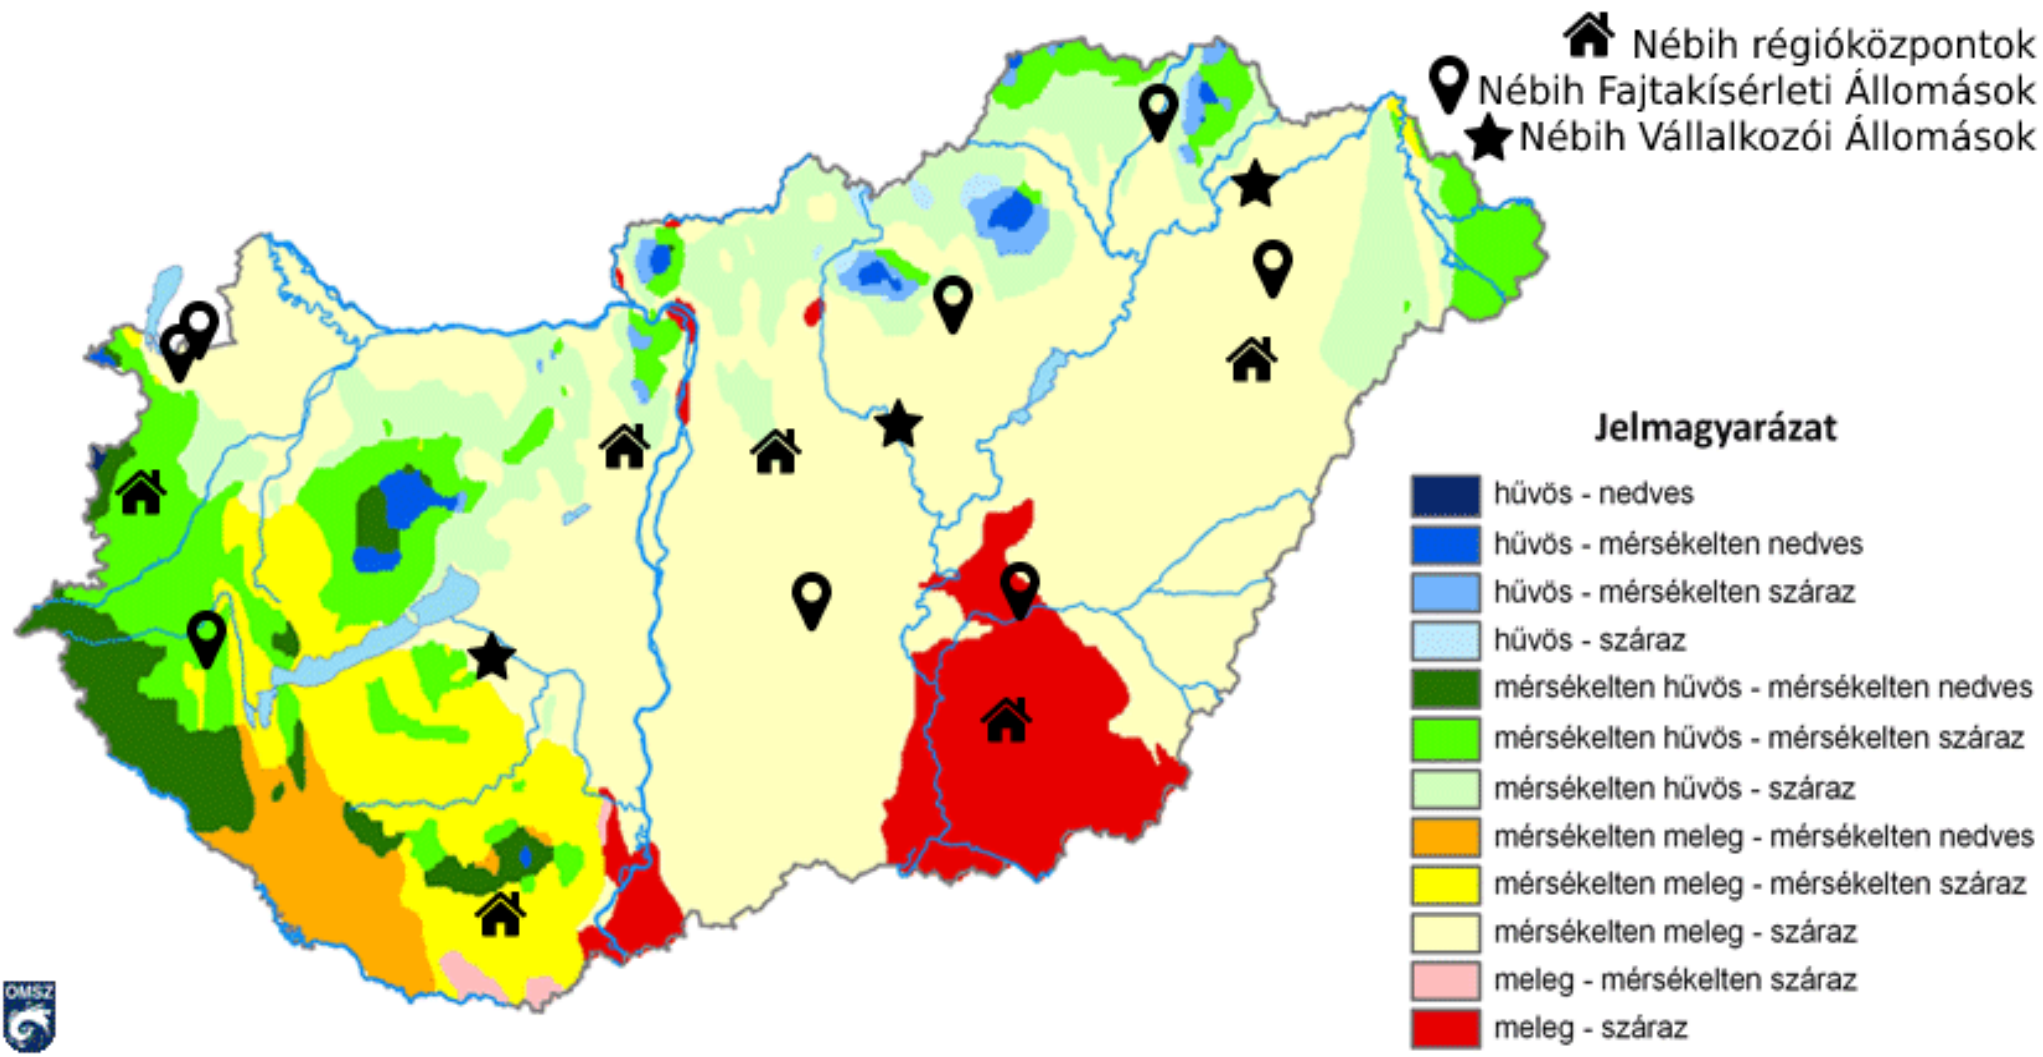 Nébih régióközpontok
Nébih Fajtakísérleti Állomások
Nébih Vállalkozói Állomások
Jelmagyarázat
hűvös - nedves
hűvös - mérsékelten nedves
hűvös - mérsékelten száraz
hűvös - száraz
mérsékelten hűvös - mérsékelten nedves
mérsékelten hűvös - mérsékelten száraz
mérsékelten hűvös - száraz
mérsékelten meleg - mérsékelten nedves
mérsékelten meleg - mérsékelten száraz
mérsékelten meleg - száraz
meleg - mérsékelten száraz
meleg - száraz
OMSZ